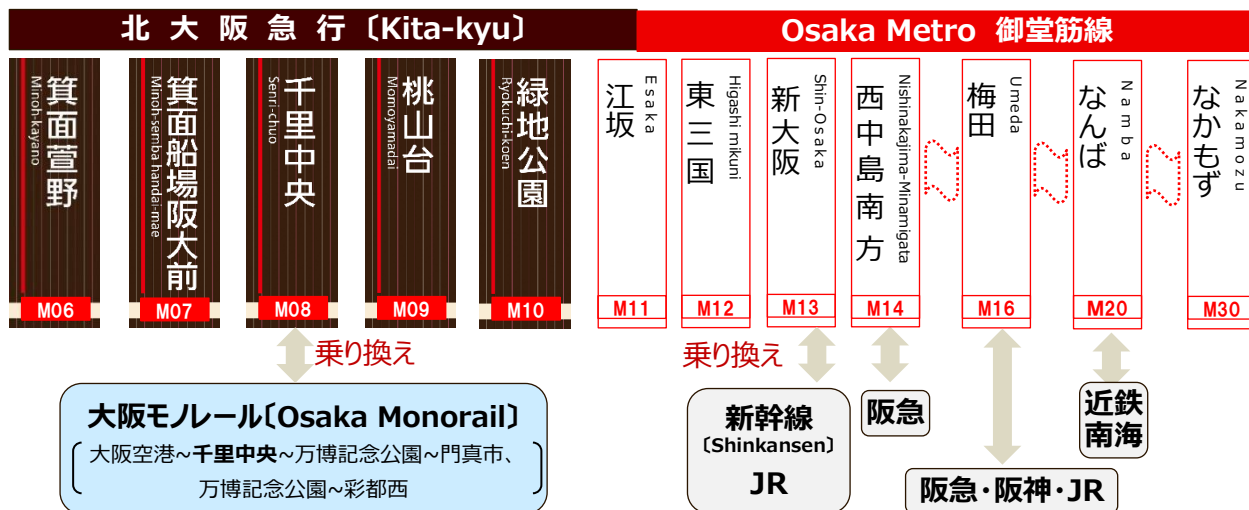 北大阪急行〔Kita-kyu〕
Osaka Metro 御堂筋線
箕面萱野
Minoh-kayano
M06
箕面船場阪大前
Minoh-semba handai-mae
M07
千里中央
Senri-chuo
M08
桃山台
Momoyamadai
M09
緑地公園
Ryokuchi-koen
M10
江坂
Esaka
M11
東三国
Higashi mikuni
M12
新大阪
Shin-Osaka
M13
西中島南方
Nishinakajima-Minamigata
M14
梅田
Umeda
M16
なんば
Namba
M20
なかもず
Nakamozu
M30
乗り換え
大阪モノレール〔Osaka Monorail〕
大阪空港~千里中央~万博記念公園~門真市、
万博記念公園~彩都西
乗り換え
新幹線
〔Shinkansen〕
JR
阪急
阪急・阪神・JR
近鉄
南海